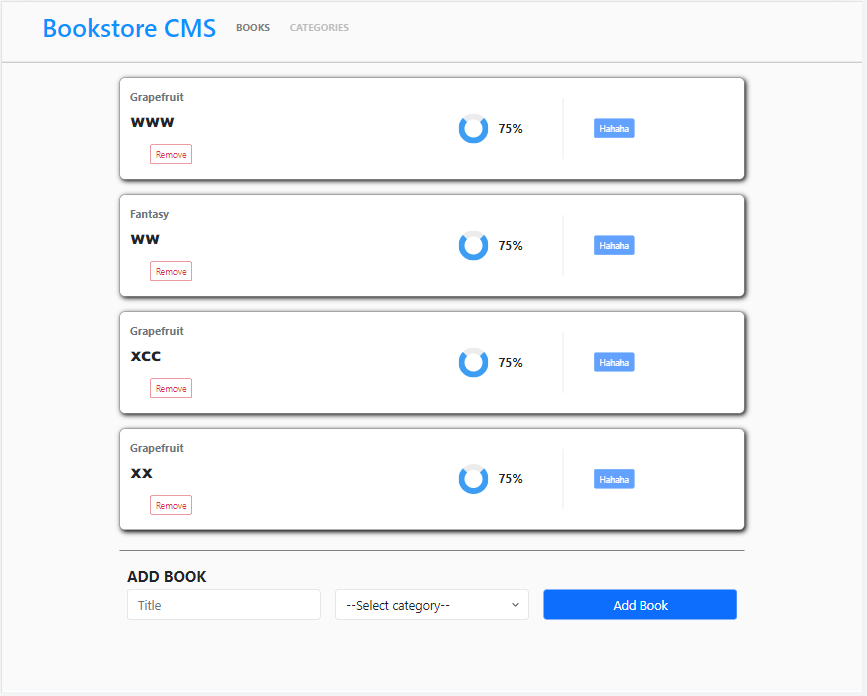 Bookstore CMS BOOKS CATEGORIES
Grapefruit
www
75%
Hahaha
Remove
Fantasy
ww
75%
Hahaha
Remove
Grapefruit
xcc
75%
Hahaha
Remove
Grapefruit
xx
75%
Hahaha
Remove
ADD BOOK
Title --Select category-- Add Book